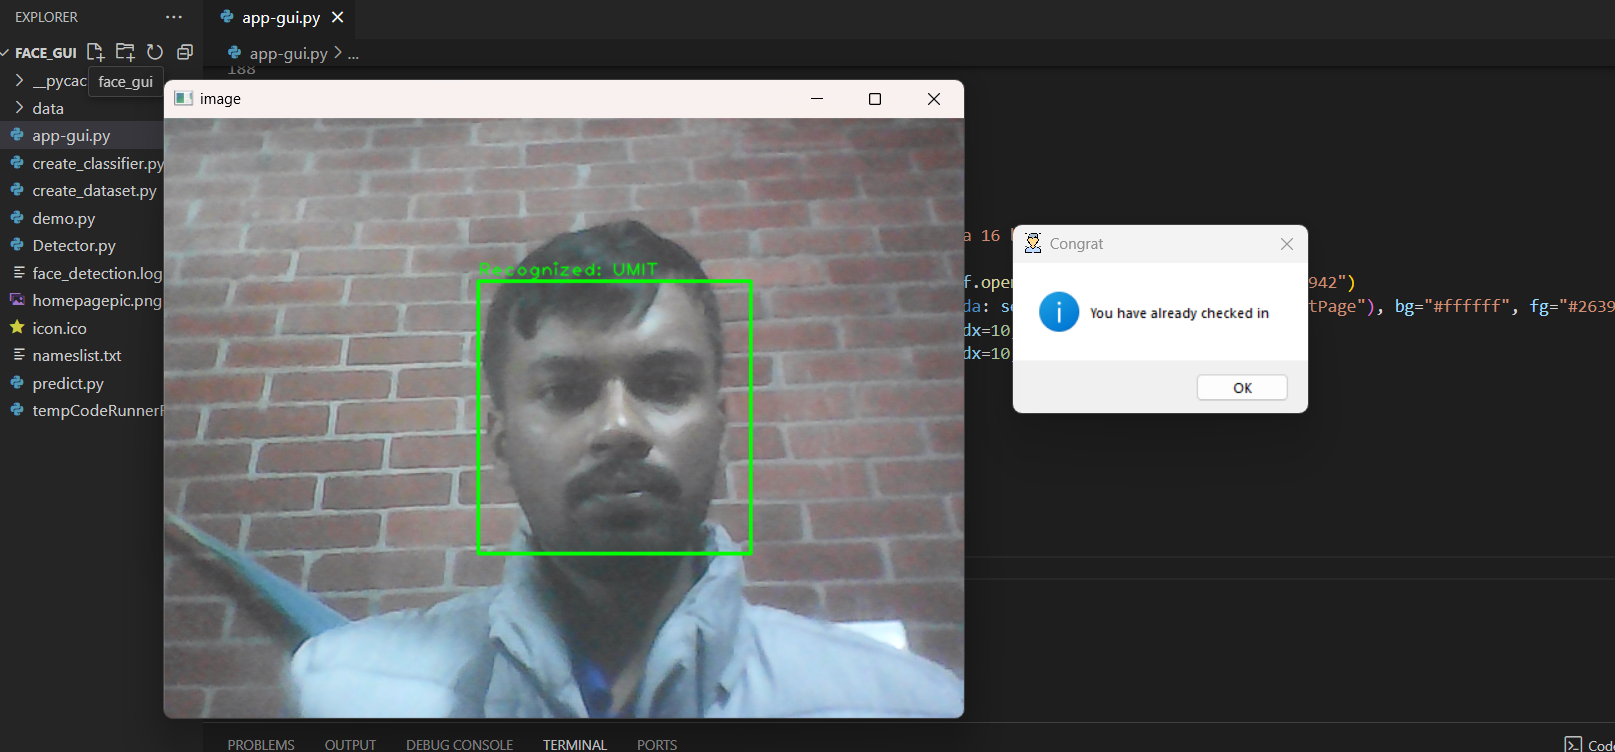 EXPLORER
···
app-gui.py
FACE_GUI
app-gui.py > ...
188
__pycac
face_gui
data
image
app-gui.py
create_classifier.py
create_dataset.py
demo.py
Detector.py
face_detection.log
homepagepic.png
icon.ico
nameslist.txt
predict.py
tempCodeRunnerF
Recognized: UMIT
a 16
Congrat
f.open
942")
da: s
tPage"), bg="#ffffff", fg="#2639
You have already checked in
dx=10
dx=10
OK
PROBLEMS OUTPUT DEBUG CONSOLE TERMINAL PORTS
Code